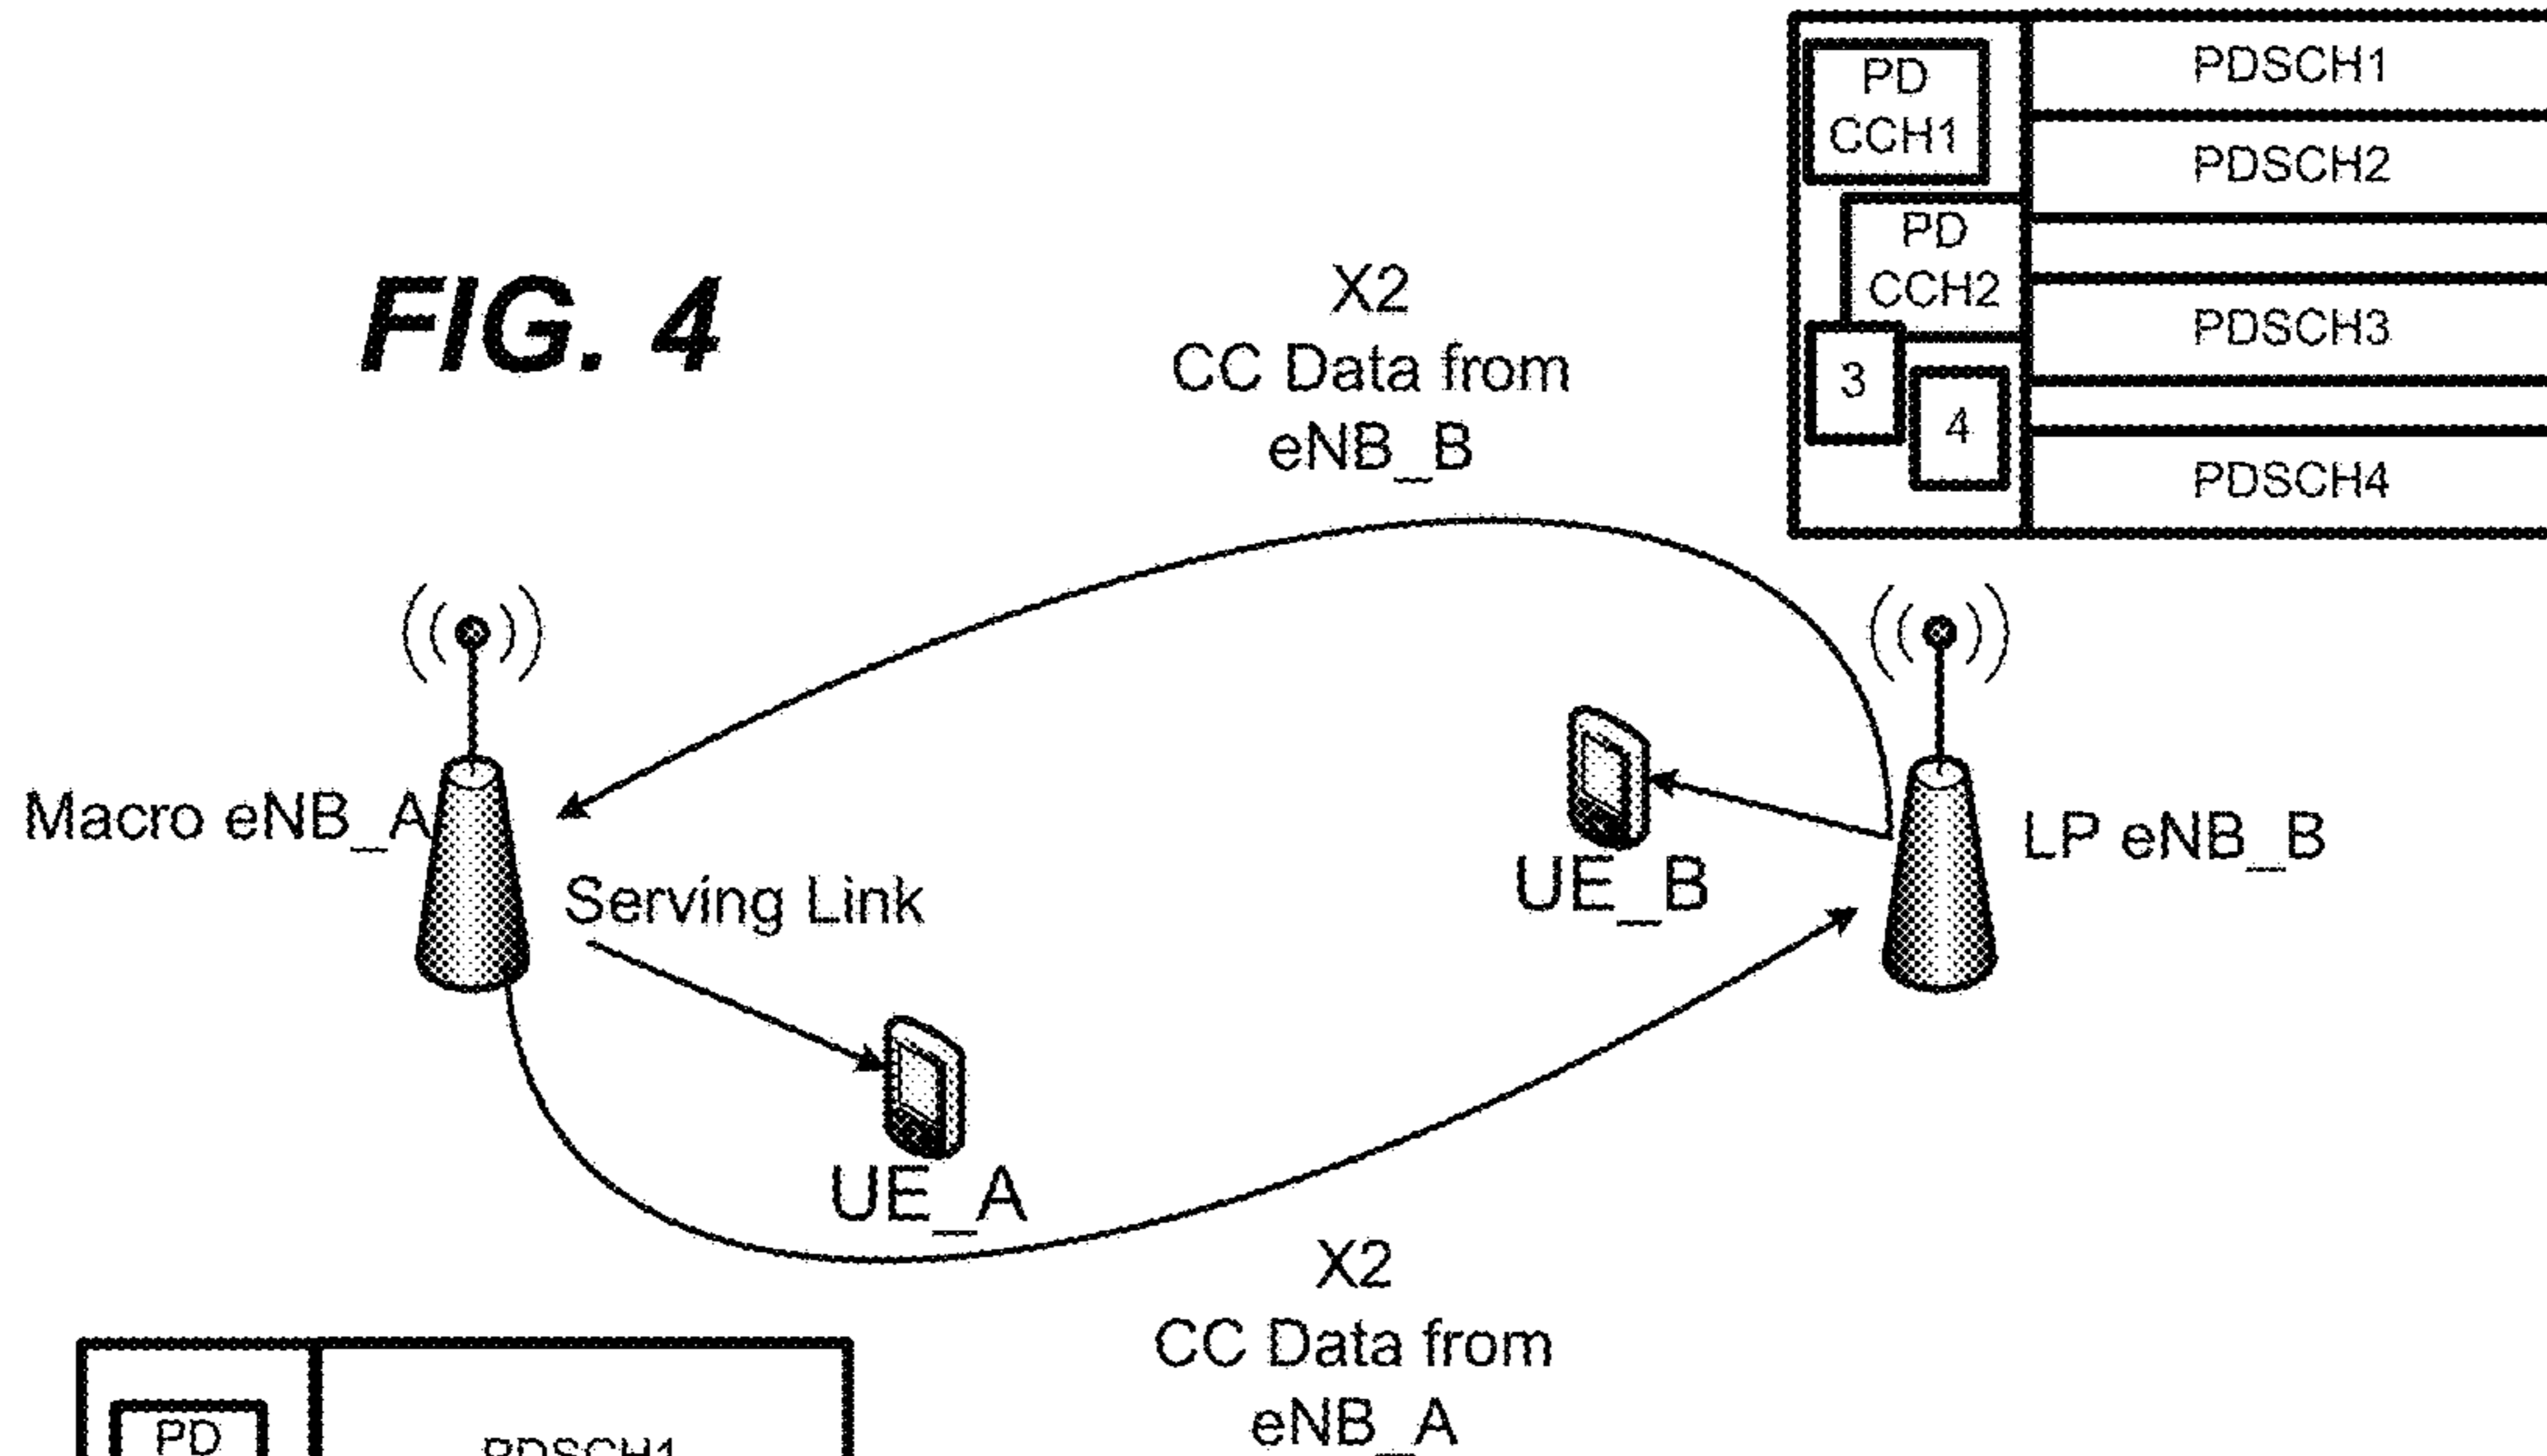 PD
CCH1
PDSCH1
PDSCH2
PD
CCH2
PDSCH3
3
4
PDSCH4
FIG. 4
X2
CC Data from
eNB_B
Macro eNB_A
Serving Link
UE_B
LP eNB_B
UE_A
X2
CC Data from
eNB_A
PD
PDSCH1